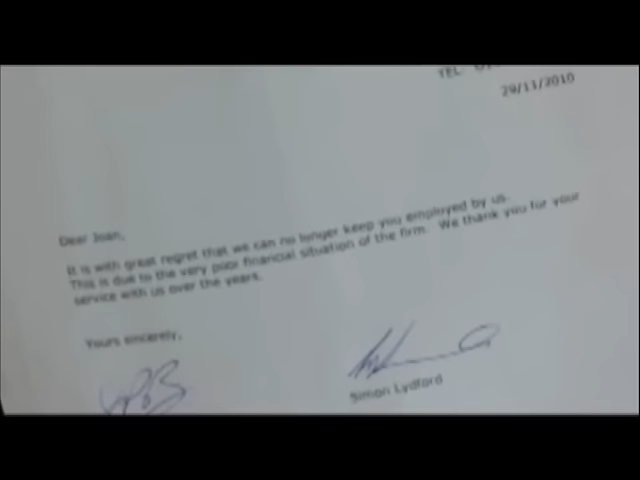 TEL:
29/11/2010
Dear Joan,
It is with great regret that we can no longer keep you employed by us.
This is due to the very poor financial situation of the firm. We thank you for your
service with us over the years.
Yours sincerely,
Simon Lydford